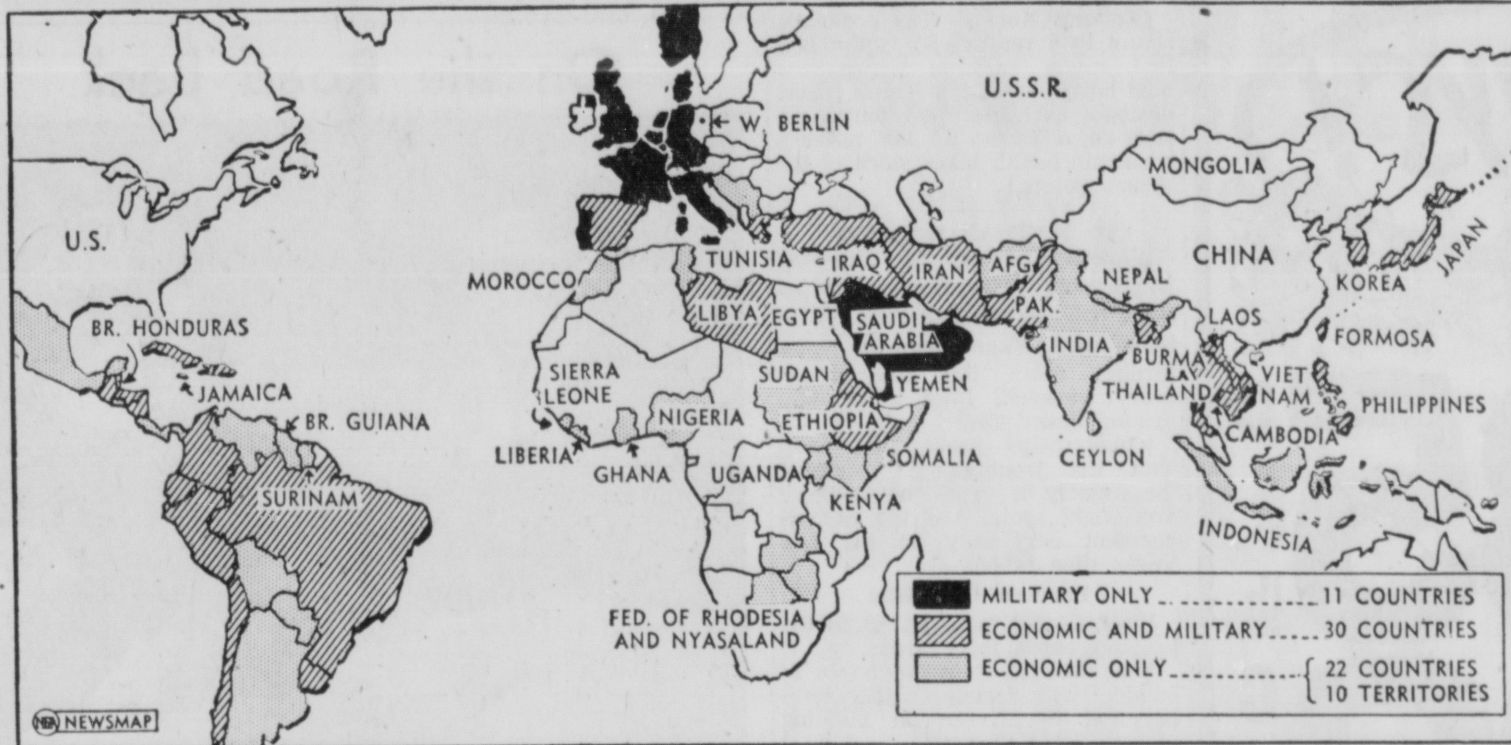 U.S.S.R.
W. BERLIN
MONGOLIA
U.S.
CHINA
JAPAN
TUNISIA
IRAQ
IRAN
AFG.
NEPAL
KOREA
MOROCCO
LIBYA
EGYPT
SAUDI
ARABIA
PAK.
INDIA
LAOS
FORMOSA
BR. HONDURAS
BURMA
SIERRA
LEONE
SUDAN
YEMEN
THAILAND
VIET
NAM
PHILIPPINES
JAMAICA
BR. GUIANA
NIGERIA
ETHIOPIA
CAMBODIA
LIBERIA
GHANA
UGANDA
SOMALIA
CEYLON
SURINAM
KENYA
INDONESIA
FED. OF RHODESIA
AND NYASALAND
MILITARY ONLY 11 COUNTRIES
ECONOMIC AND MILITARY 30 COUNTRIES
ECONOMIC ONLY 22 COUNTRIES
10 TERRITORIES
NEA NEWSMAP